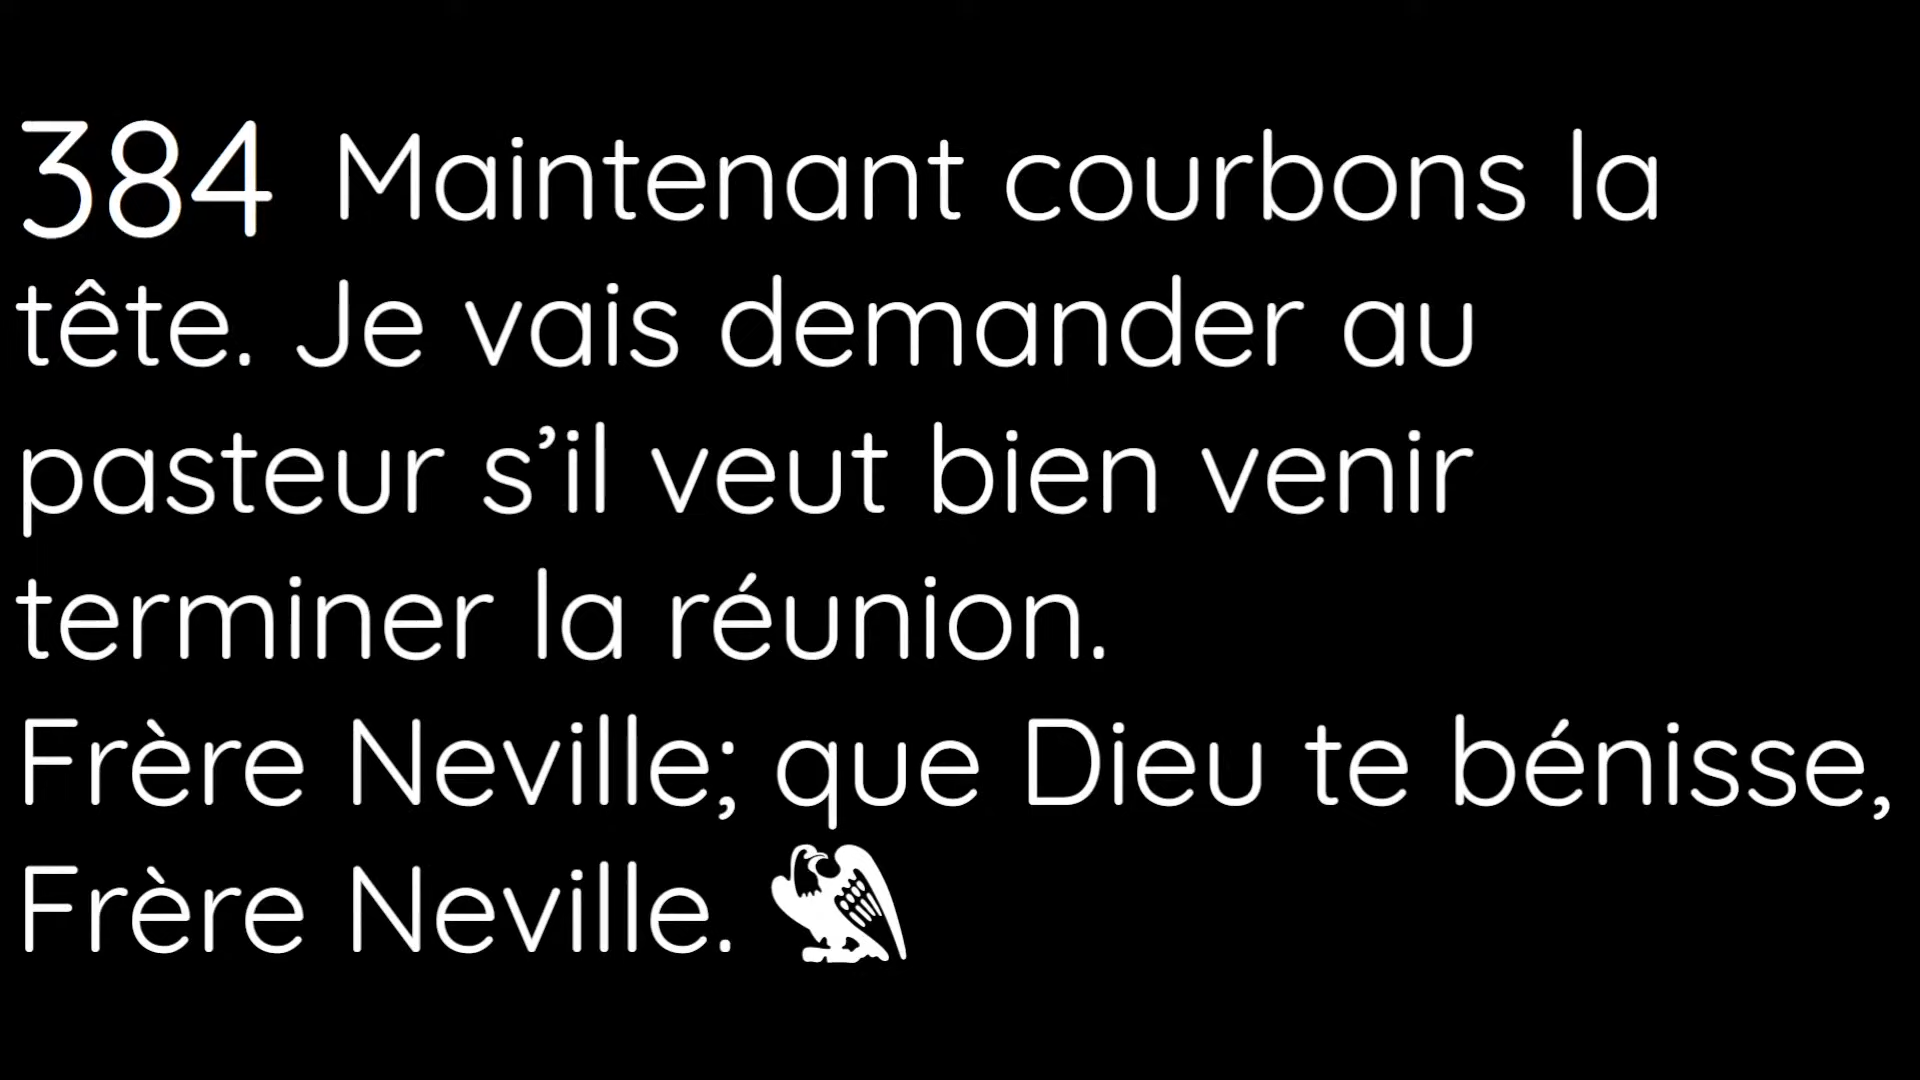 384 Maintenant courbons la
tête. Je vais demander au
pasteur s’il veut bien venir
terminer la réunion.
Frère Neville; que Dieu te bénisse,
Frère Neville.